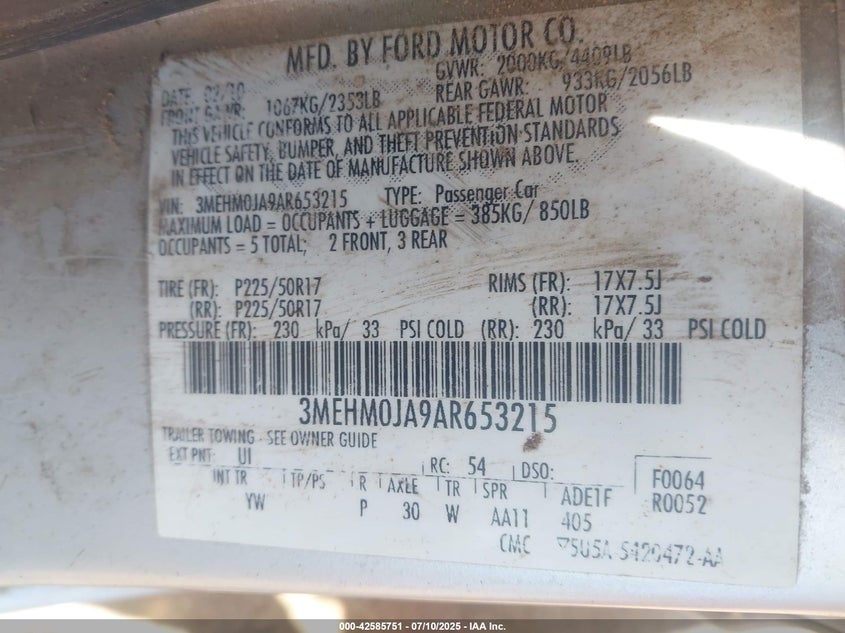 MFD. BY FORD MOTOR CO.
DATE: GVWR: 2000KG/4409LB
FRONT GAWR: 1067KG/2353LB REAR GAWR: 933KG/2056LB
THIS VEHICLE CONFORMS TO ALL APPLICABLE FEDERAL MOTOR
VEHICLE SAFETY, BUMPER, AND THEFT PREVENTION STANDARDS
IN EFFECT ON THE DATE OF MANUFACTURE SHOWN ABOVE.
VIN: 3MEHM0JA9AR653215 TYPE: Passenger Car
MAXIMUM LOAD = OCCUPANTS + LUGGAGE = 385KG/ 850LB
OCCUPANTS = 5 TOTAL; 2 FRONT, 3 REAR
TIRE (FR): P225/50R17 RIMS (FR): 17X7.5J
(RR): P225/50R17 (RR): 17X7.5J
PRESSURE (FR): 230 kPa/ 33 PSI COLD (RR): 230 kPa/ 33 PSI COLD
3MEHM0JA9AR653215
TRAILER TOWING - SEE OWNER GUIDE
EXT PNT: UI RC: 54 DSO: F0064
INT TR TP/PS R AXLE TR SPR ADE1F R0052
YW P 30 W AA11 405
CMC 5U5A-S420472-AA
000-42585751 - 07/10/2025 - IAA Inc.